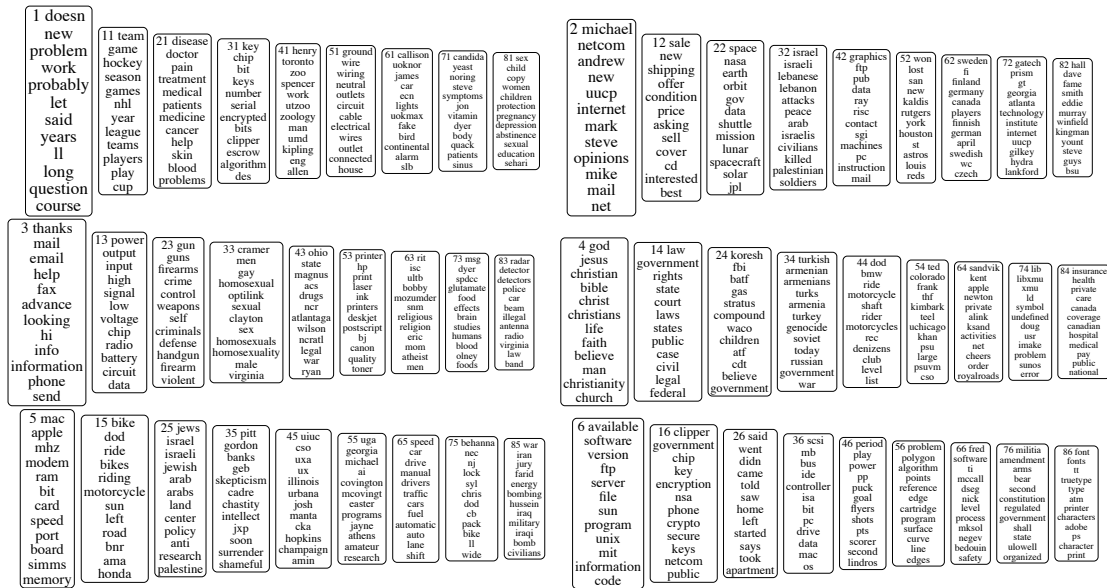 1 doesn
new
problem
work
probably
let
said
years
ll
long
question
course
11 team
game
hockey
season
games
nhl
year
league
teams
players
play
cup
21 disease
doctor
pain
treatment
medical
patients
medicine
cancer
help
skin
blood
problems
31 key
chip
bit
keys
number
serial
encrypted
bits
clipper
escrow
algorithm
des
41 henry
toronto
zoo
spencer
work
utzoo
zoology
man
umd
kipling
eng
allen
51 ground
wire
wiring
neutral
outlets
circuit
cable
electrical
wires
outlet
connected
house
61 callison
uoknor
james
car
ecn
lights
uokmax
fake
bird
continental
alarm
slb
71 candida
yeast
noring
steve
symptoms
jon
vitamin
dyer
body
quack
patients
sinus
81 sex
child
copy
women
children
protection
pregnancy
depression
abstinence
sexual
education
sehari
2 michael
netcom
andrew
new
uucp
internet
mark
steve
opinions
mike
mail
net
12 sale
new
shipping
offer
condition
price
asking
sell
cover
cd
interested
best
22 space
nasa
earth
orbit
gov
data
shuttle
mission
lunar
spacecraft
solar
jpl
32 israel
israeli
lebanese
lebanon
attacks
peace
arab
israelis
civilians
killed
palestinian
soldiers
42 graphics
ftp
pub
data
ray
risc
contact
sgi
machines
pc
instruction
mail
52 won
lost
san
new
kaldis
rutgers
york
houston
st
astros
louis
reds
62 sweden
fi
finland
germany
canada
players
finnish
german
april
swedish
wc
czech
72 gatech
prism
gt
georgia
atlanta
technology
institute
internet
uucp
gilkey
hydra
lankford
82 hall
dave
fame
smith
eddie
murray
winfield
kingman
yount
steve
guys
bsu
3 thanks
mail
email
help
fax
advance
looking
hi
info
information
phone
send
13 power
output
input
high
signal
low
voltage
chip
radio
battery
circuit
data
23 gun
guns
firearms
crime
control
weapons
self
criminals
defense
handgun
firearm
violent
33 cramer
men
gay
homosexual
optilink
sexual
clayton
sex
homosexuals
homosexuality
male
virginia
43 ohio
state
magnus
acs
drugs
ncr
atlantaga
wilson
ncratl
legal
war
ryan
53 printer
hp
print
laser
ink
printers
deskjet
postscript
bj
canon
quality
toner
63 rit
isc
ultb
bobby
mozumder
snm
religious
religion
eric
mom
atheist
men
73 msg
dyer
spdcc
glutamate
food
effects
brain
studies
humans
blood
olney
foods
83 radar
detector
detectors
police
car
beam
illegal
antenna
radio
virginia
law
band
4 god
jesus
christian
bible
christ
christians
life
faith
believe
man
christianity
church
14 law
government
rights
state
court
laws
states
public
case
civil
legal
federal
24 koresh
fbi
batf
gas
stratus
compound
waco
children
atf
cdt
believe
government
34 turkish
armenian
armenians
turks
armenia
turkey
genocide
soviet
today
russian
government
war
44 dod
bmw
ride
motorcycle
shaft
rider
motorcycles
rec
denizens
club
level
list
54 ted
colorado
frank
thf
kimbark
teel
uchicago
khan
psu
large
psuvm
cso
64 sandvik
kent
apple
newton
private
alink
ksand
activities
net
cheers
order
royalroads
74 lib
libxmu
xmu
ld
symbol
undefined
doug
usr
imake
problem
sunos
error
84 insurance
health
private
care
canada
coverage
canadian
hospital
medical
pay
public
national
5 mac
apple
mhz
modem
ram
bit
card
speed
port
board
simms
memory
15 bike
dod
ride
bikes
riding
motorcycle
sun
left
road
bnr
ama
honda
25 jews
israel
israeli
jewish
arab
arabs
land
center
policy
anti
research
palestine
35 pitt
gordon
banks
geb
skepticism
cadre
chastity
intellect
jxp
soon
surrender
shameful
45 uiuc
cso
uxa
ux
illinois
urbana
josh
manta
cka
hopkins
champaign
amin
55 uga
georgia
michael
ai
covington
mcovingt
easter
programs
jayne
athens
amateur
research
65 speed
car
drive
manual
drivers
traffic
cars
fuel
automatic
auto
lane
shift
75 behanna
nec
nj
lock
syl
chris
dod
cb
pack
bike
ll
wide
85 war
iran
jury
farid
energy
bombing
hussein
iraq
military
iraqi
bomb
civilians
6 available
software
version
ftp
server
file
sun
program
unix
mit
information
code
16 clipper
government
chip
key
encryption
nsa
phone
crypto
secure
keys
netcom
public
26 said
went
didn
came
told
saw
home
left
started
says
took
apartment
36 scsi
mb
bus
ide
controller
isa
bit
pc
drive
data
mac
os
46 period
play
power
pp
puck
goal
flyers
shots
pts
scorer
second
lindros
56 problem
polygon
algorithm
points
reference
edge
cartridge
program
surface
curve
line
edges
66 fred
software
ti
mccall
dseg
nick
level
process
mksol
negev
bedouin
safety
76 militia
amendment
arms
bear
second
constitution
regulated
government
shall
state
ulowell
organized
86 font
fonts
tt
truetype
type
atm
printer
characters
adobe
ps
character
print